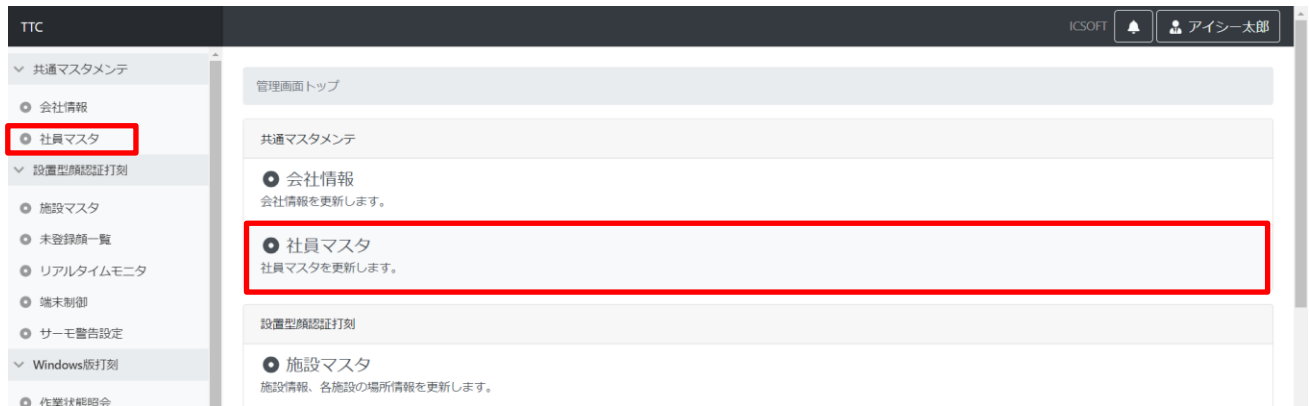 TTC
ICSOFT
アイシー太郎
共通マスタメンテ
会社情報
社員マスタ
設置型顔認証打刻
施設マスタ
未登録顔一覧
リアルタイムモニタ
端末制御
サーモ警告設定
Windows版打刻
作業状態照会
管理画面トップ
共通マスタメンテ
会社情報
会社情報を更新します。
社員マスタ
社員マスタを更新します。
設置型顔認証打刻
施設マスタ
施設情報、各施設の場所情報を更新します。